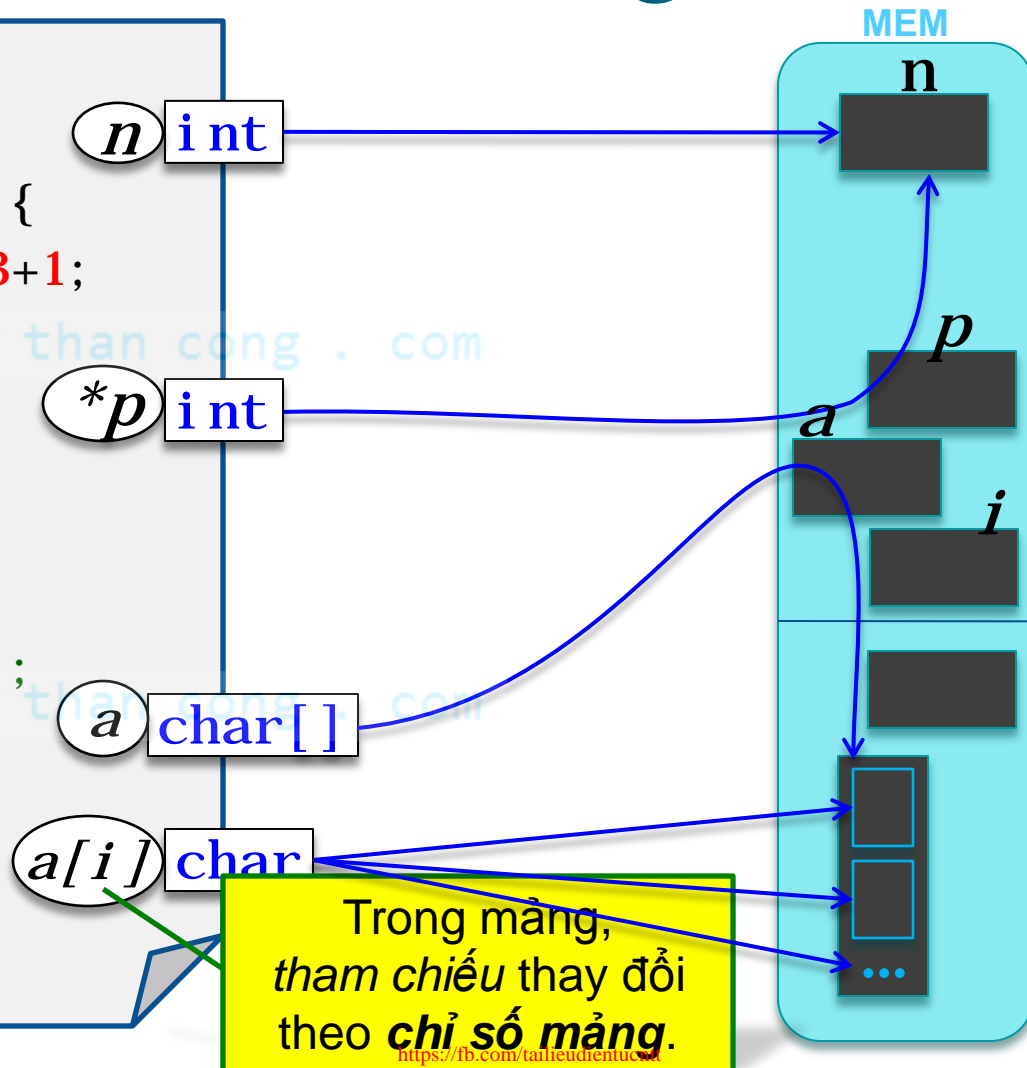 MEM
n
n int
{
3+1;
than cong . com
p
*p int
a
i
;
than cong . com
a char[]
a[i] char
Trong mảng,
tham chiếu thay đổi
theo chỉ số mảng.
https://fb.com/tailieudientucntt